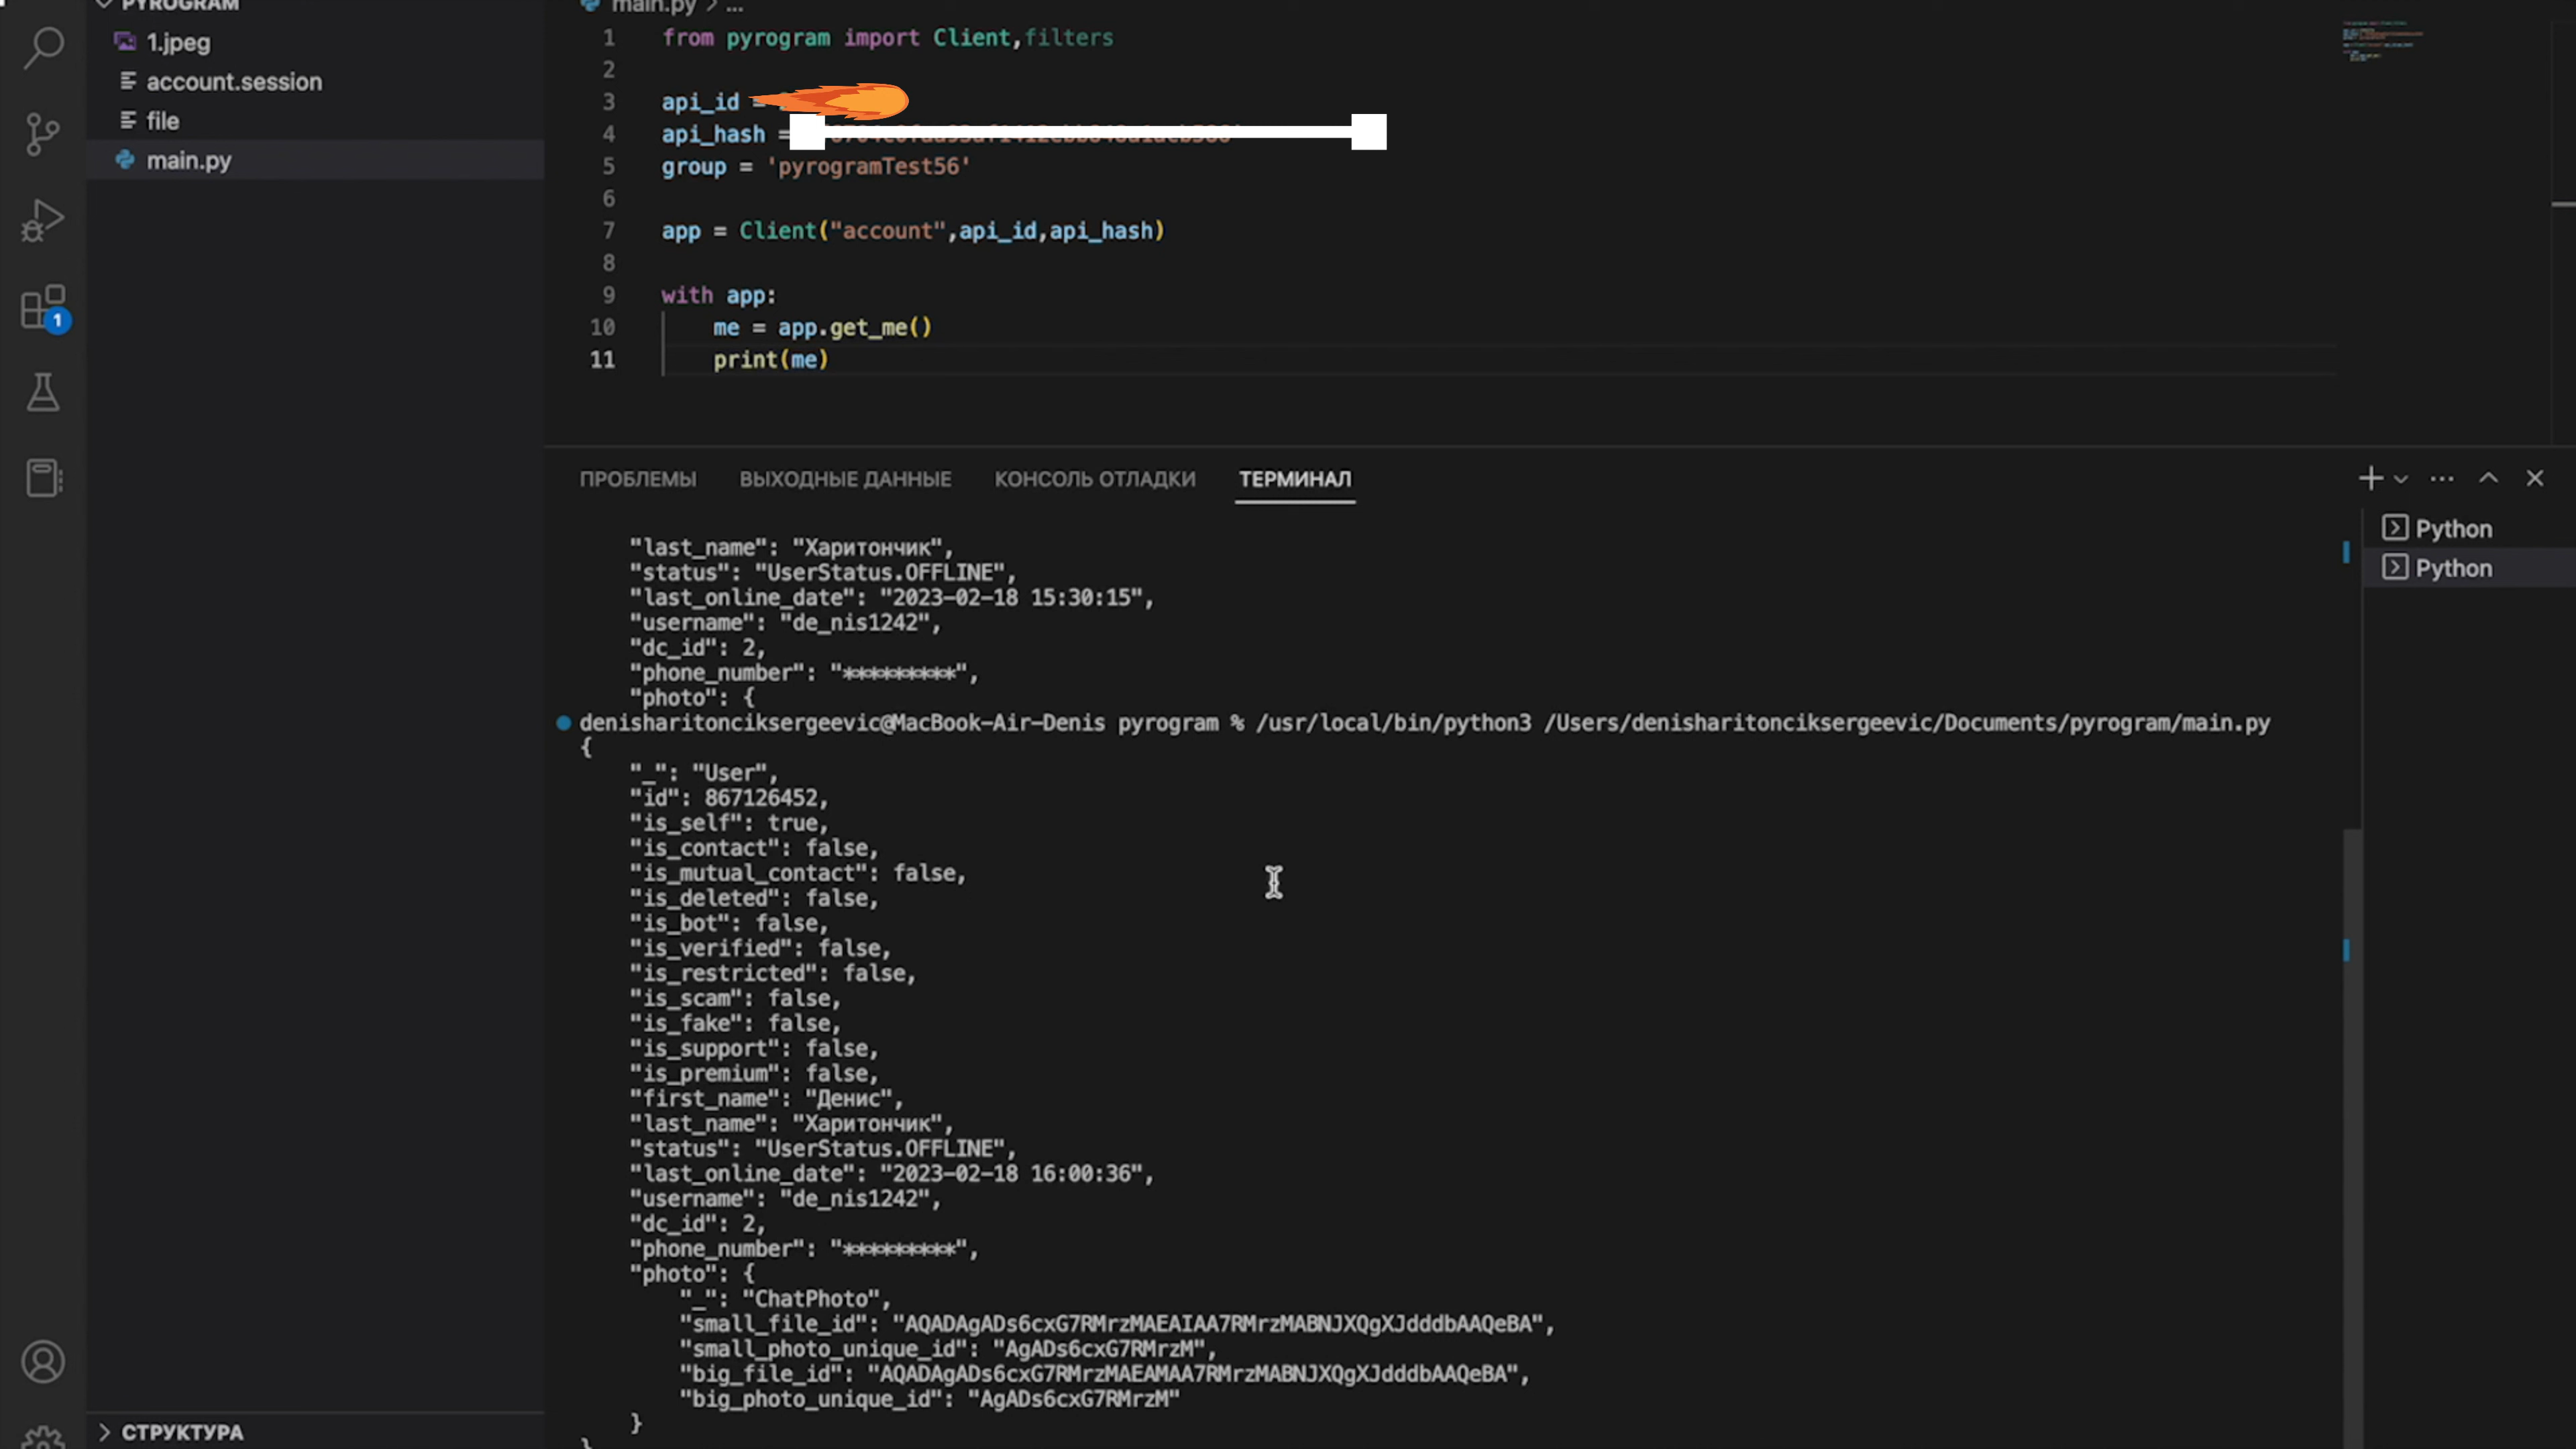 PYROGRAM
1.jpeg
account.session
file
main.py
1
СТРУКТУРА
main.py > ...
1 from pyrogram import Client,filters
2
3 api_id =
4 api_hash =
5 group = 'pyrogramTest56'
6
7 app = Client("account",api_id,api_hash)
8
9 with app:
10 me = app.get_me()
11 print(me)
ПРОБЛЕМЫ ВЫХОДНЫЕ ДАННЫЕ КОНСОЛЬ ОТЛАДКИ ТЕРМИНАЛ
Python
Python
"last_name": "Харитончик",
"status": "UserStatus.OFFLINE",
"last_online_date": "2023-02-18 15:30:15",
"username": "de_nis1242",
"dc_id": 2,
"phone_number": "*********",
"photo": {
denisharitonciksergeevic@MacBook-Air-Denis pyrogram % /usr/local/bin/python3 /Users/denisharitonciksergeevic/Documents/pyrogram/main.py
{
"_": "User",
"id": 867126452,
"is_self": true,
"is_contact": false,
"is_mutual_contact": false,
"is_deleted": false,
"is_bot": false,
"is_verified": false,
"is_restricted": false,
"is_scam": false,
"is_fake": false,
"is_support": false,
"is_premium": false,
"first_name": "Денис",
"last_name": "Харитончик",
"status": "UserStatus.OFFLINE",
"last_online_date": "2023-02-18 16:00:36",
"username": "de_nis1242",
"dc_id": 2,
"phone_number": "*********",
"photo": {
"_": "ChatPhoto",
"small_file_id": "AQADAgADs6cxG7RMrzMAEAIAA7RMrzMABNJXQgXJdddbAAQeBA",
"small_photo_unique_id": "AgADs6cxG7RMrzM",
"big_file_id": "AQADAgADs6cxG7RMrzMAEAMAA7RMrzMABNJXQgXJdddbAAQeBA",
"big_photo_unique_id": "AgADs6cxG7RMrzM"
}
}